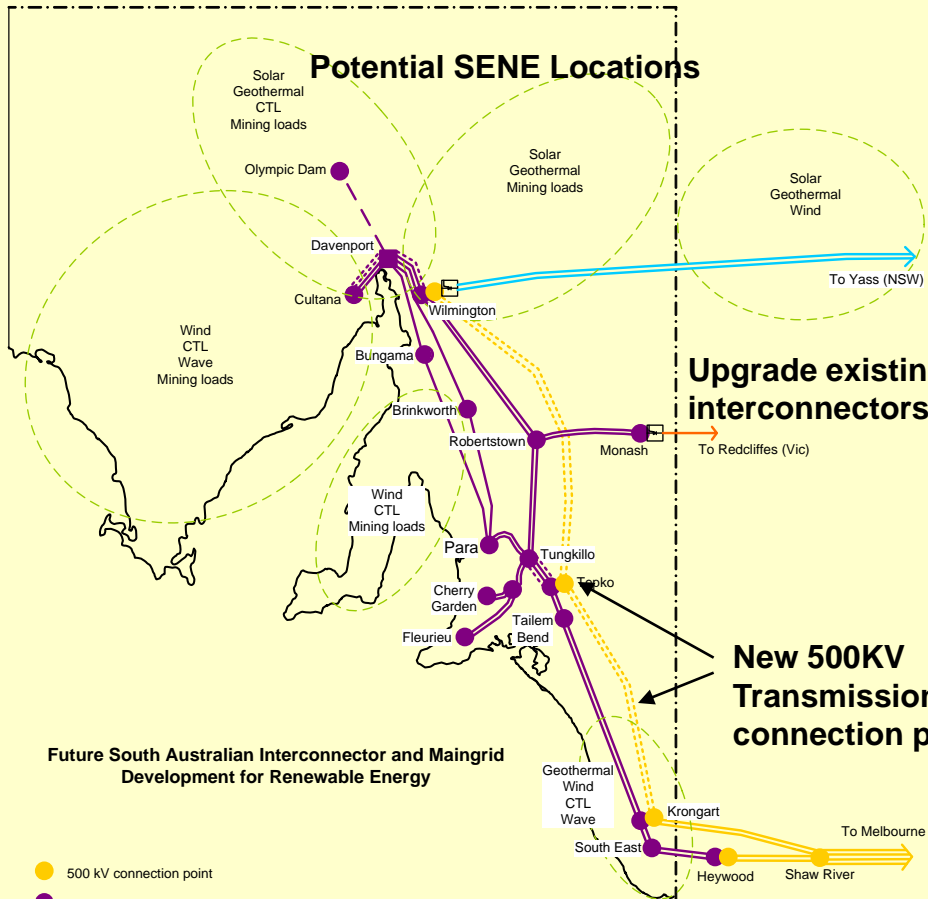 Potential SENE Locations
Solar
Geothermal
CTL
Mining loads
Solar
Geothermal
Mining loads
Solar
Geothermal
Wind
Olympic Dam
Davenport
Cultana
Wilmington
To Yass (NSW)
Wind
CTL
Wave
Mining loads
Bungama
Brinkworth
Upgrade existin
interconnectors
Robertstown
Monash
To Redcliffes (Vic)
Wind
CTL
Mining loads
Para
Tungkillo
Tepko
Cherry
Garden
Tailem
Bend
Fleurieu
New 500KV
Transmission
connection p
Future South Australian Interconnector and Maingrid
Development for Renewable Energy
Geothermal
Wind
CTL
Wave
Krongart
To Melbourne
South East
Heywood
Shaw River
500 kV connection point